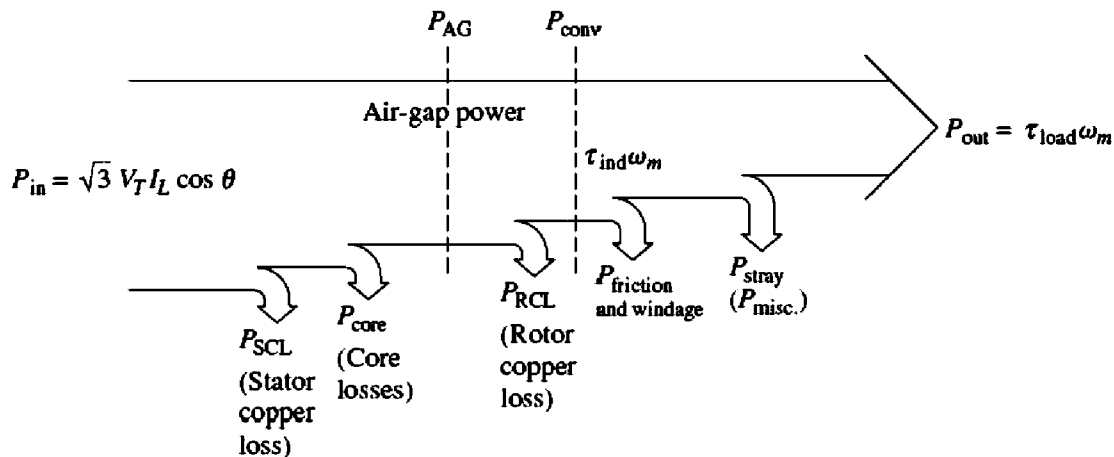 P_AG
P_conv
Air-gap power
P_out = τ_load ω_m
τ_ind ω_m
P_in = √3 V_T I_L cos θ
P_SCL
(Stator
copper
loss)
P_core
(Core
losses)
P_RCL
(Rotor
copper
loss)
P_friction
and windage
P_stray
(P_misc.)